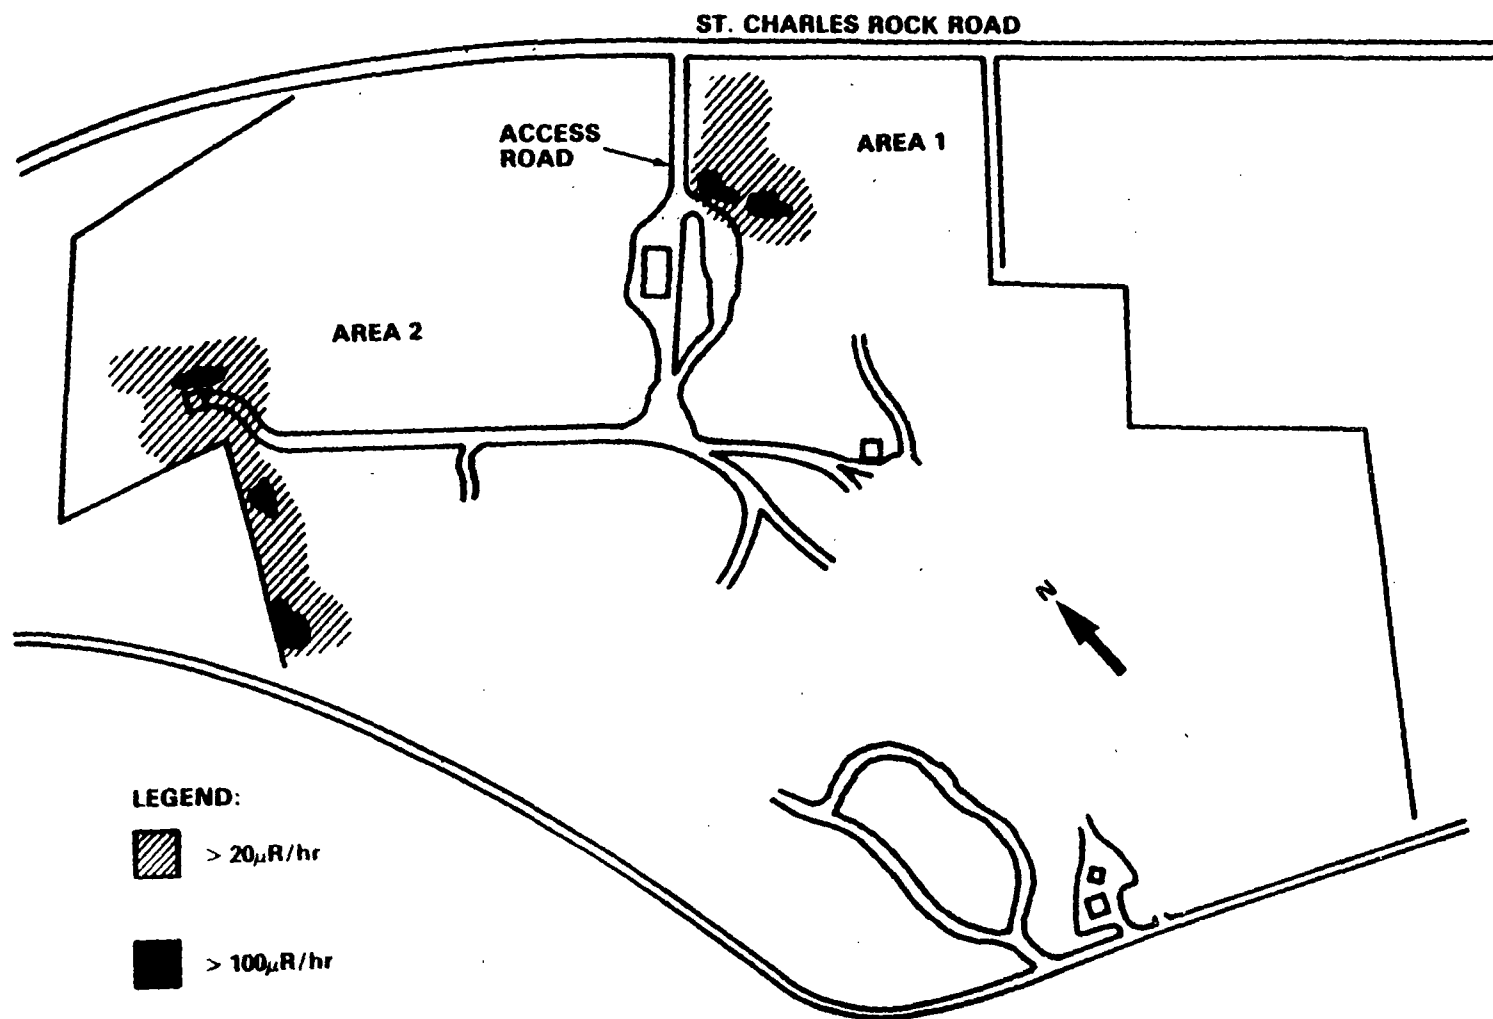 ST. CHARLES ROCK ROAD
ACCESS
ROAD
AREA 1
AREA 2
N
LEGEND:
> 20μR/hr
> 100μR/hr